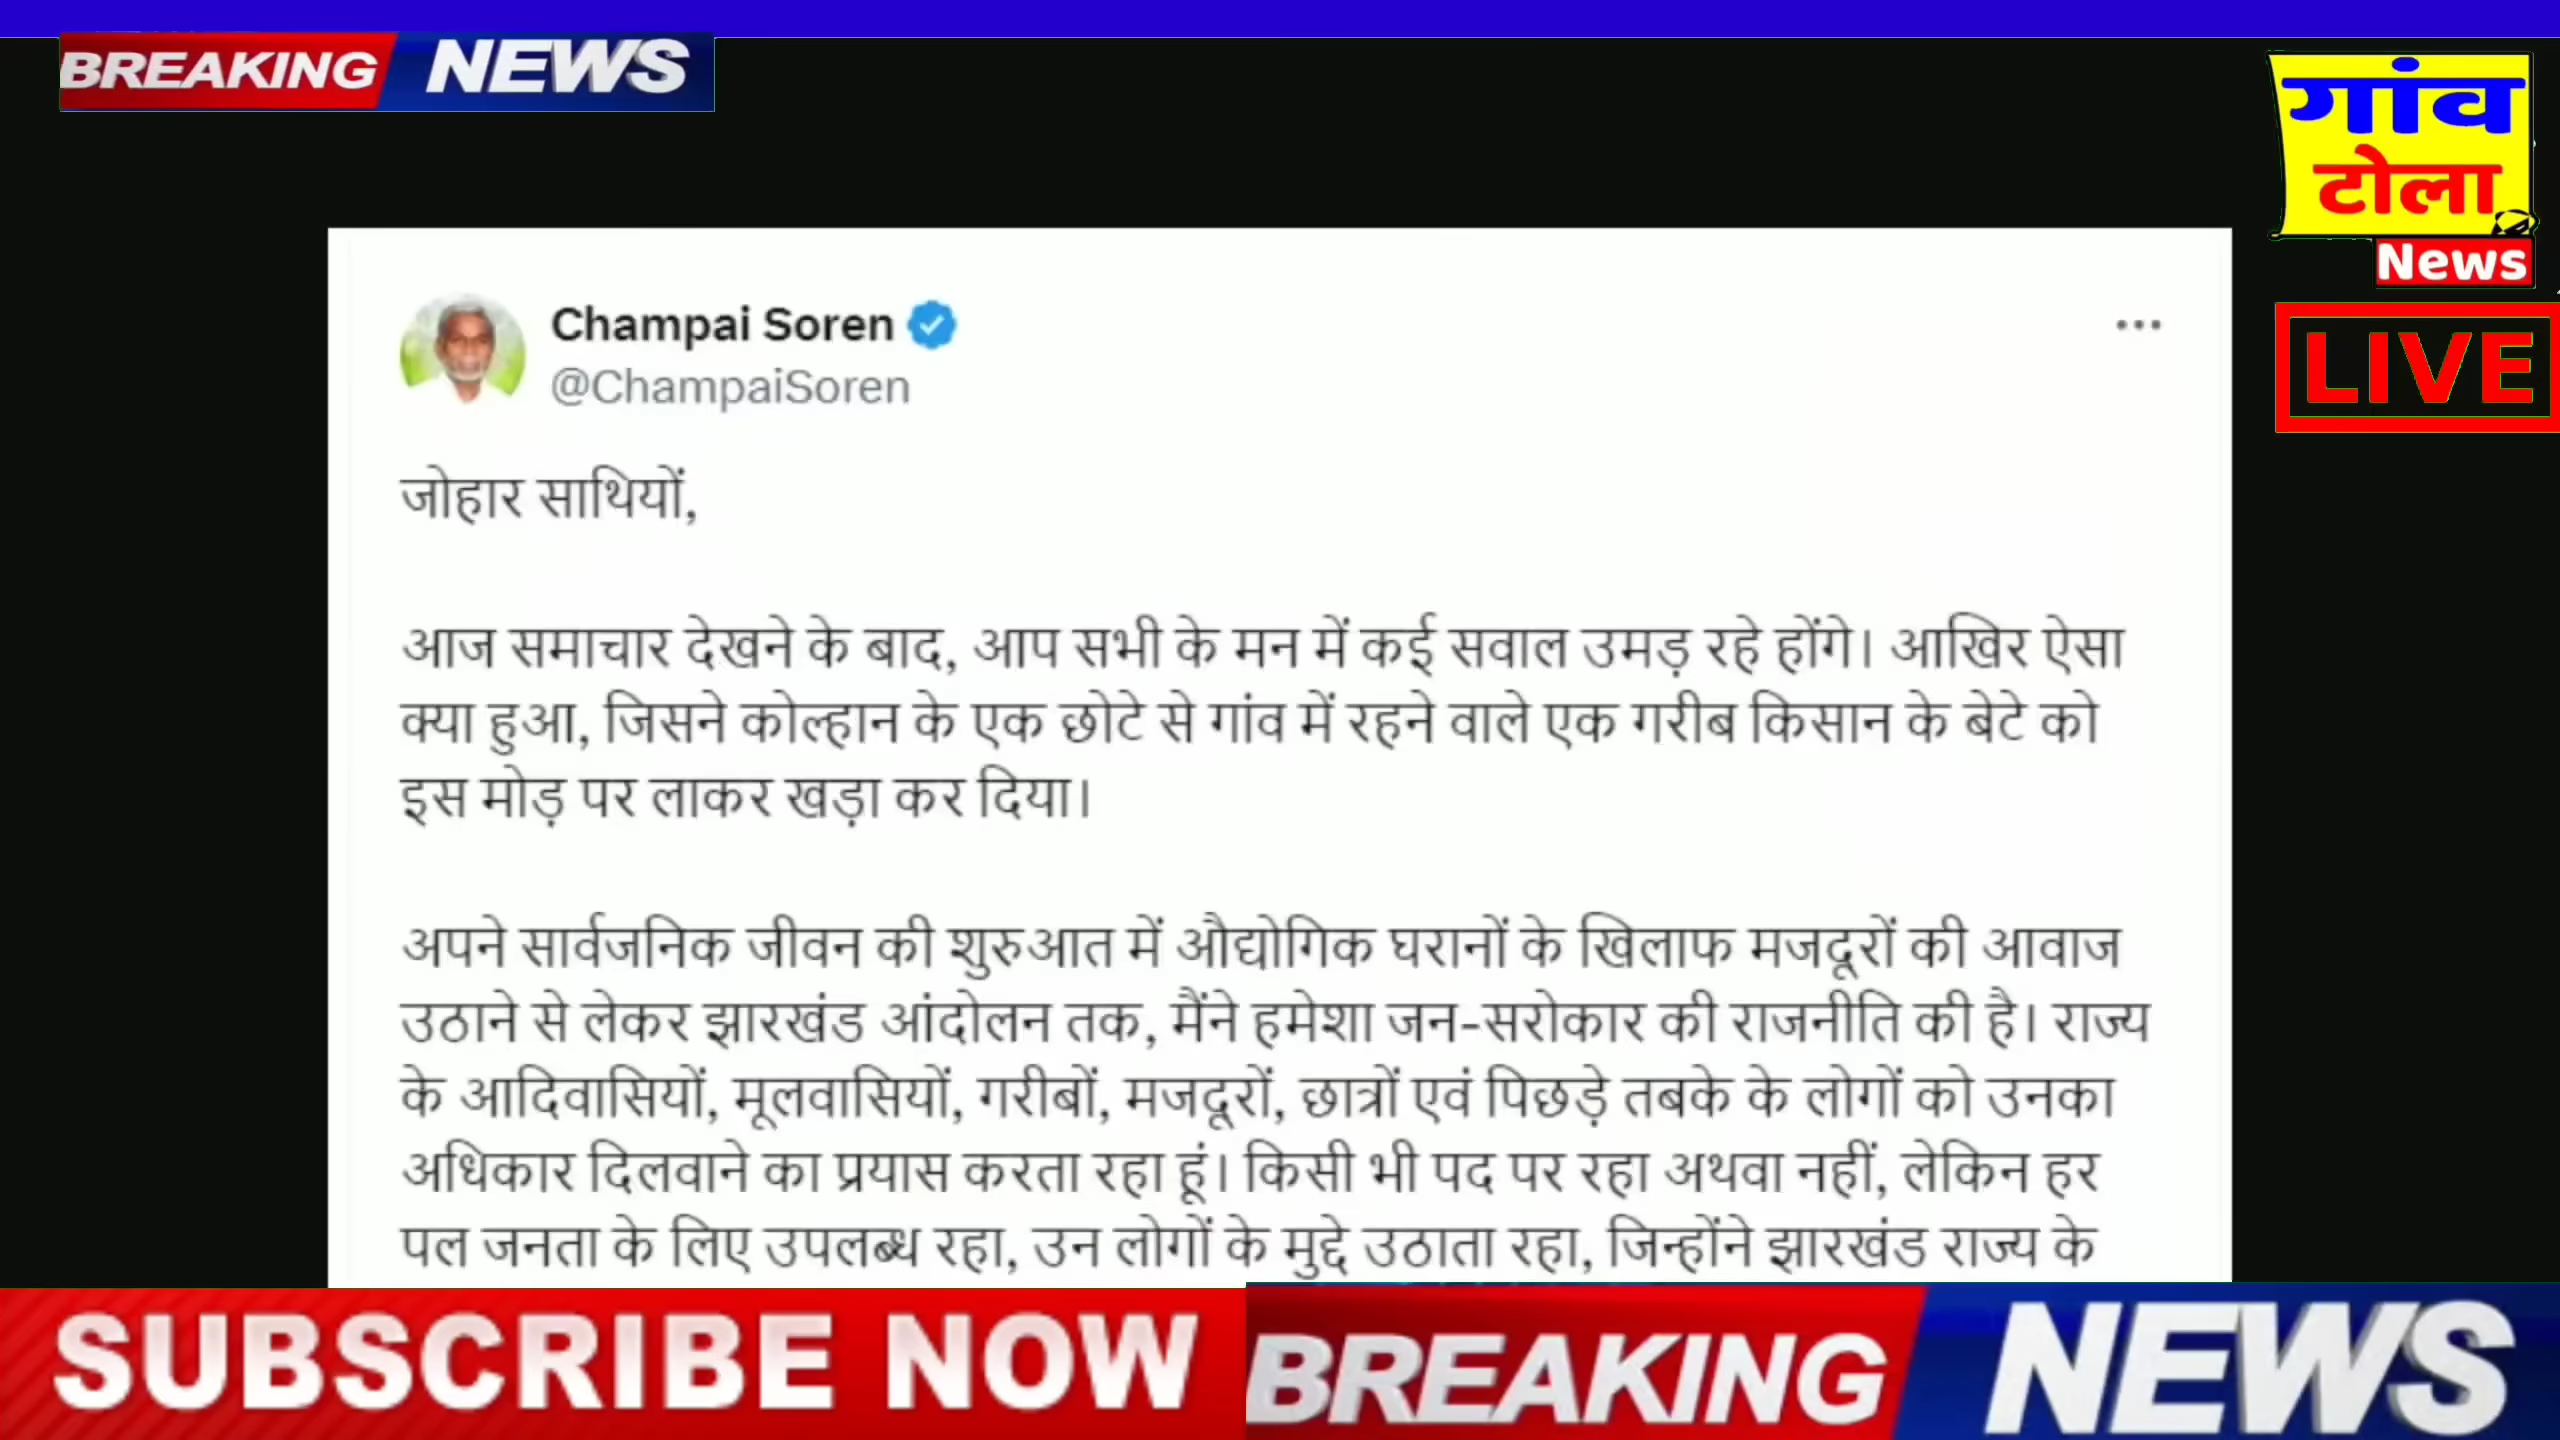 BREAKING NEWS
गांव
टोला
News
LIVE
Champai Soren
@ChampaiSoren
जोहार साथियों,
आज समाचार देखने के बाद, आप सभी के मन में कई सवाल उमड़ रहे होंगे। आखिर ऐसा
क्या हुआ, जिसने कोल्हान के एक छोटे से गांव में रहने वाले एक गरीब किसान के बेटे को
इस मोड़ पर लाकर खड़ा कर दिया।
अपने सार्वजनिक जीवन की शुरुआत में औद्योगिक घरानों के खिलाफ मजदूरों की आवाज
उठाने से लेकर झारखंड आंदोलन तक, मैंने हमेशा जन-सरोकार की राजनीति की है। राज्य
के आदिवासियों, मूलवासियों, गरीबों, मजदूरों, छात्रों एवं पिछड़े तबके के लोगों को उनका
अधिकार दिलवाने का प्रयास करता रहा हूं। किसी भी पद पर रहा अथवा नहीं, लेकिन हर
पल जनता के लिए उपलब्ध रहा, उन लोगों के मुद्दे उठाता रहा, जिन्होंने झारखंड राज्य के
SUBSCRIBE NOW BREAKING NEWS